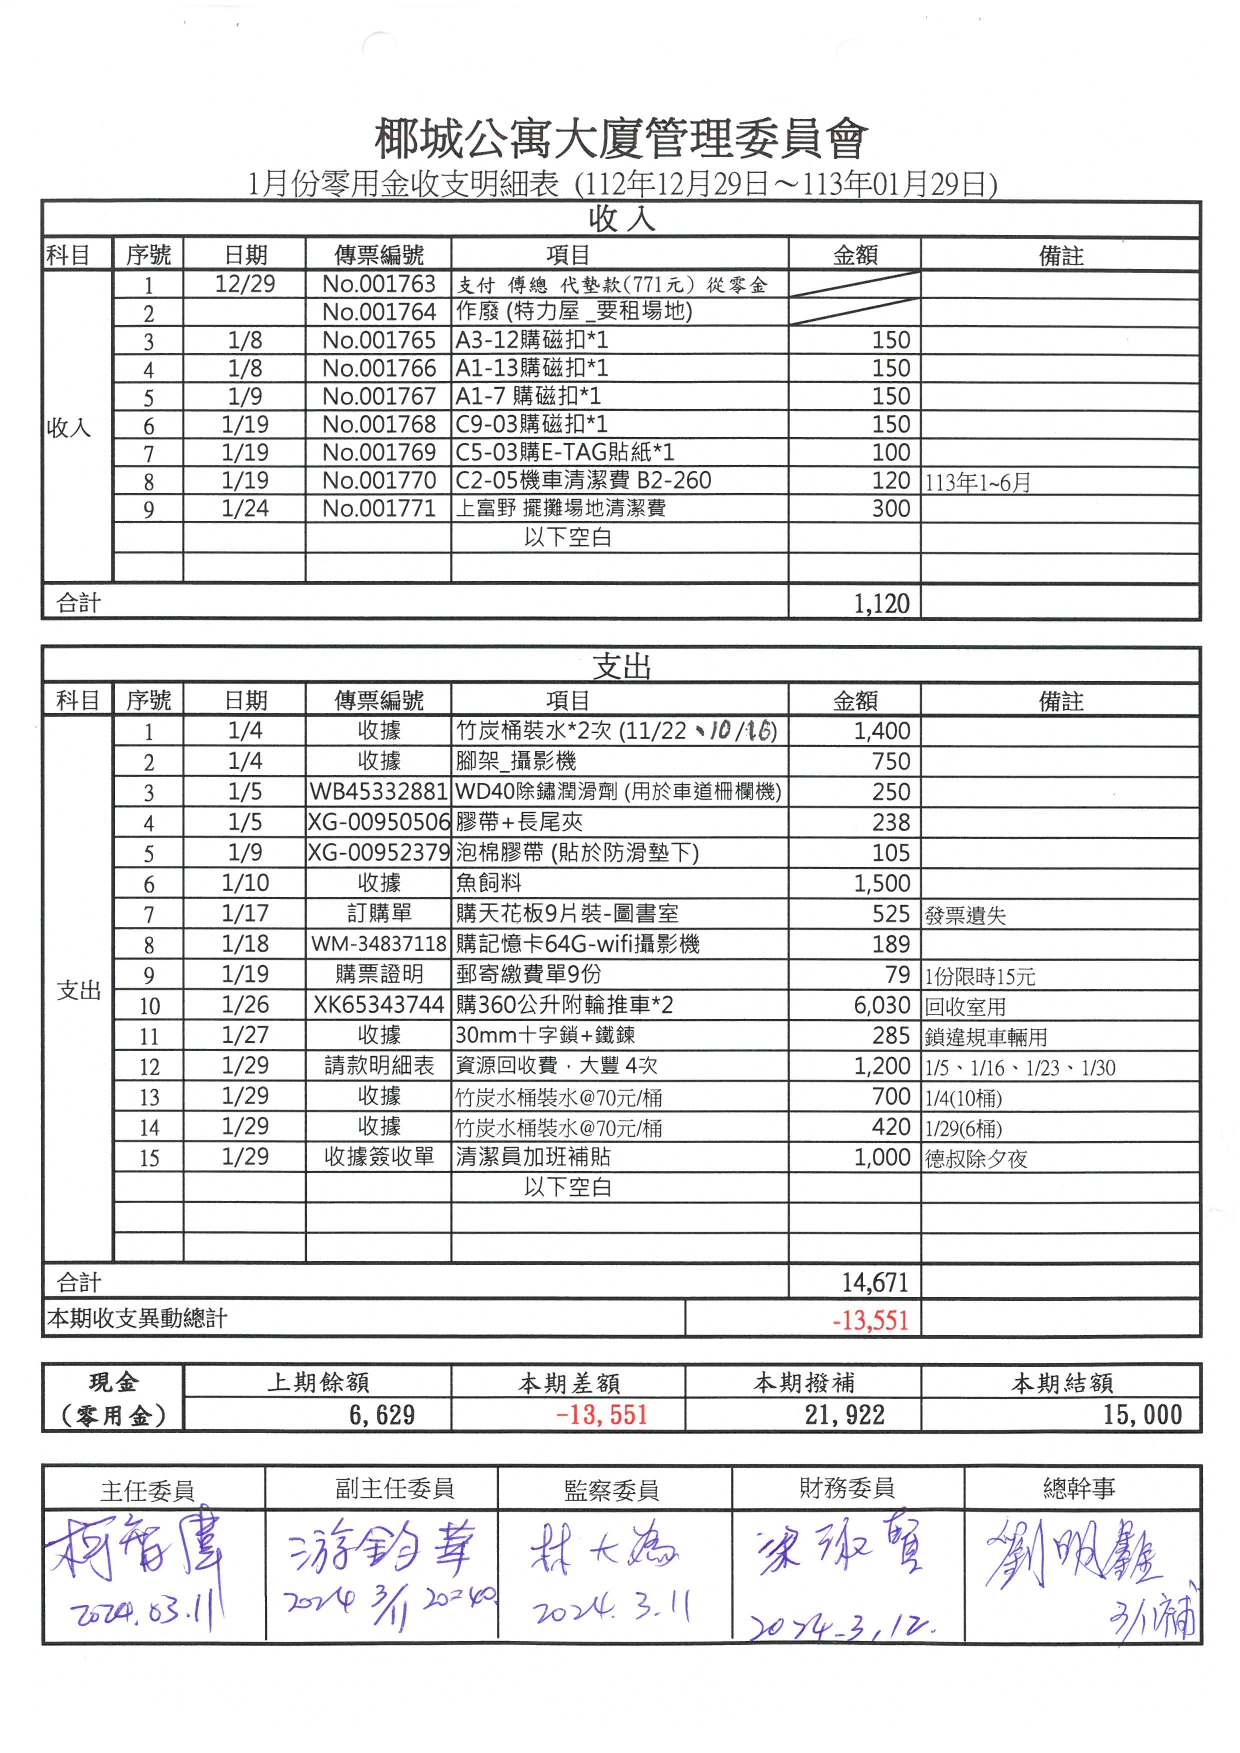 椰城公寓大廈管理委員會
1月份零用金收支明細表 (112年12月29日～113年01月29日)
收入
科目 序號 日期 傳票編號 項目 金額 備註
收入
1 12/29 No.001763 支付 傅總 代墊款(771元) 從零金
2 No.001764 作廢 (特力屋 _要租場地)
3 1/8 No.001765 A3-12購磁扣*1 150
4 1/8 No.001766 A1-13購磁扣*1 150
5 1/9 No.001767 A1-7 購磁扣*1 150
6 1/19 No.001768 C9-03購磁扣*1 150
7 1/19 No.001769 C5-03購E-TAG貼紙*1 100
8 1/19 No.001770 C2-05機車清潔費 B2-260 120 113年1~6月
9 1/24 No.001771 上富野 擺攤場地清潔費 300
以下空白
合計 1,120
支出
科目 序號 日期 傳票編號 項目 金額 備註
支出
1 1/4 收據 竹炭桶裝水*2次 (11/22、10/16) 1,400
2 1/4 收據 腳架_攝影機 750
3 1/5 WB45332881 WD40除鏽潤滑劑 (用於車道柵欄機) 250
4 1/5 XG-00950506 膠帶+長尾夾 238
5 1/9 XG-00952379 泡棉膠帶 (貼於防滑墊下) 105
6 1/10 收據 魚飼料 1,500
7 1/17 訂購單 購天花板9片裝-圖書室 525 發票遺失
8 1/18 WM-34837118 購記憶卡64G-wifi攝影機 189
9 1/19 購票證明 郵寄繳費單9份 79 1份限時15元
10 1/26 XK65343744 購360公升附輪推車*2 6,030 回收室用
11 1/27 收據 30mm十字鎖+鐵鍊 285 鎖違規車輛用
12 1/29 請款明細表 資源回收費，大豐 4次 1,200 1/5、1/16、1/23、1/30
13 1/29 收據 竹炭水桶裝水@70元/桶 700 1/4(10桶)
14 1/29 收據 竹炭水桶裝水@70元/桶 420 1/29(6桶)
15 1/29 收據簽收單 清潔員加班補貼 1,000 德叔除夕夜
以下空白
合計 14,671
本期收支異動總計 -13,551
現金 上期餘額 本期差額 本期撥補 本期結額
(零用金) 6,629 -13,551 21,922 15,000
主任委員 副主任委員 監察委員 財務委員 總幹事
柯智偉 游鈞華 林大為 梁淑賢 劉明鑫
2024.03.11 2024 3/11 20:40 2024.3.11 2024-3,12. 3/11補